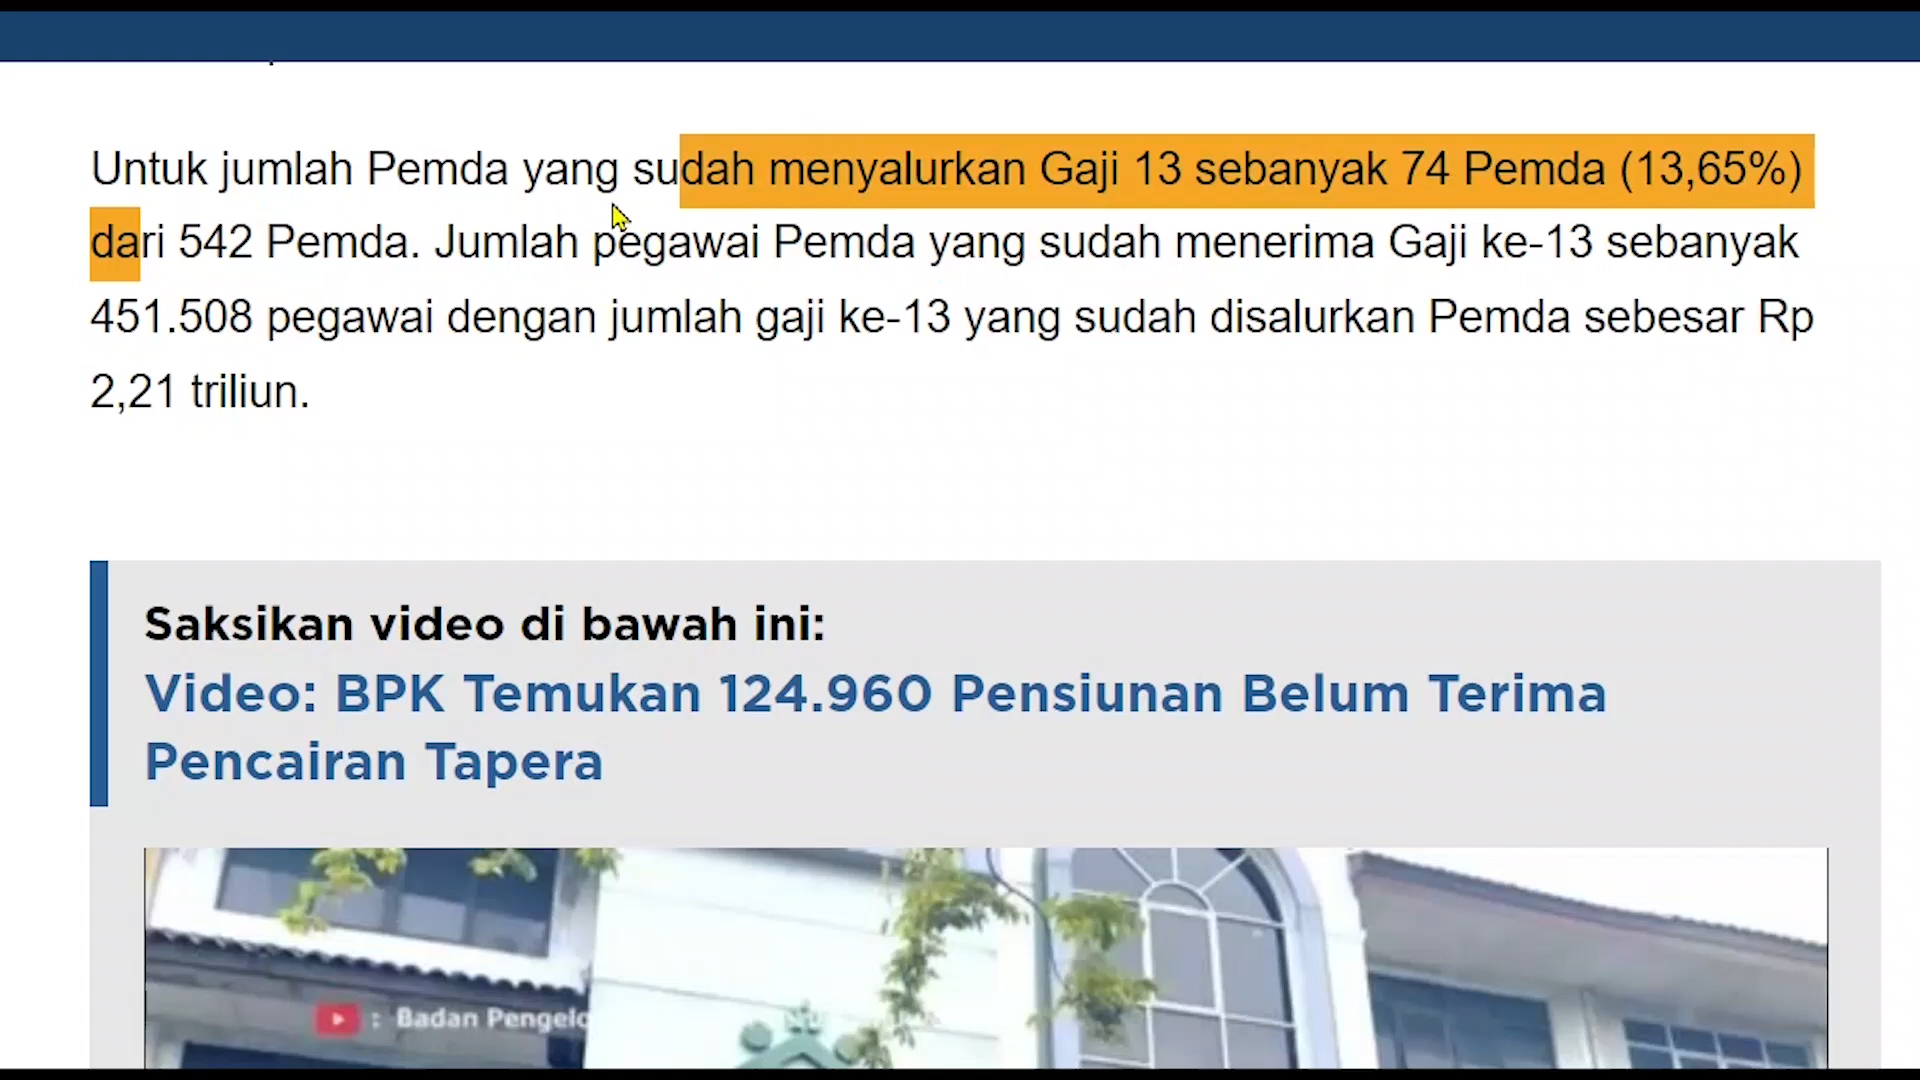 Untuk jumlah Pemda yang sudah menyalurkan Gaji 13 sebanyak 74 Pemda (13,65%)
dari 542 Pemda. Jumlah pegawai Pemda yang sudah menerima Gaji ke-13 sebanyak
451.508 pegawai dengan jumlah gaji ke-13 yang sudah disalurkan Pemda sebesar Rp
2,21 triliun.
Saksikan video di bawah ini:
Video: BPK Temukan 124.960 Pensiunan Belum Terima
Pencairan Tapera
: Badan Pengelo